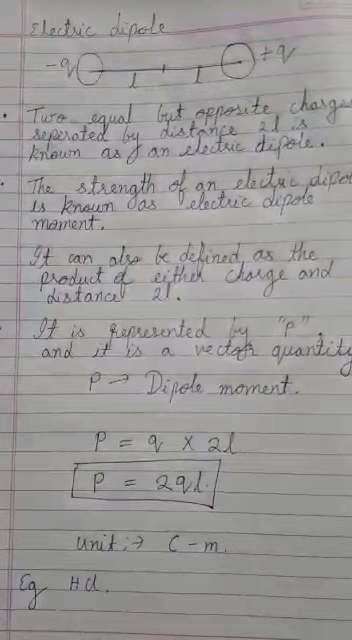 Electric dipole
-q +q
l l
• Two equal but opposite charges
seperated by distance 2l is
known as an electric dipole.
• The strength of an electric dipole
is known as electric dipole
moment.
It can also be defined as the
product of either charge and
distance 2l.
- It is represented by "P".
and it is a vector quantity
P → Dipole moment.
P = q × 2l
P = 2ql.
unit :→ C-m.
Eg HCl.